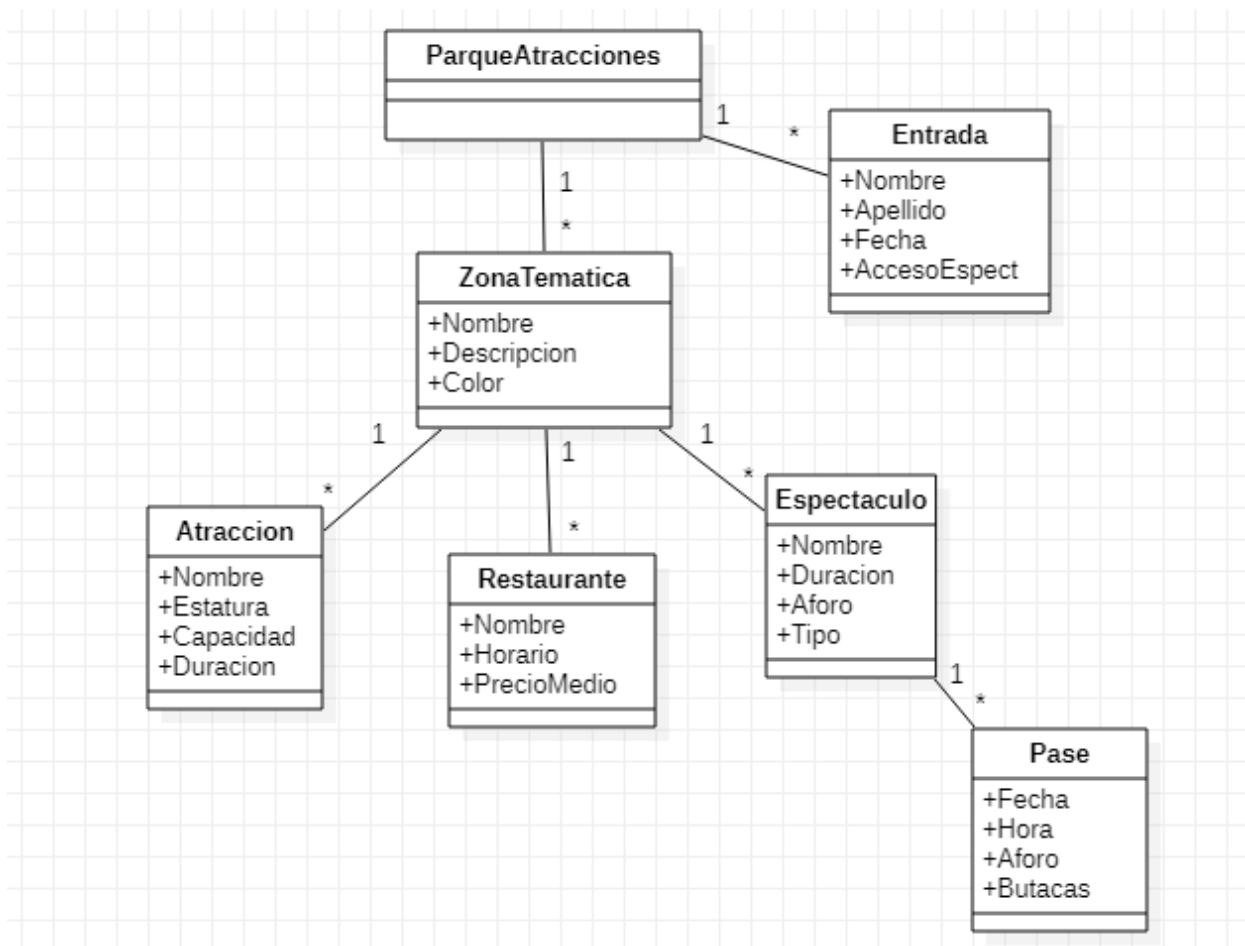 ParqueAtracciones
1
*
Entrada
+Nombre
+Apellido
+Fecha
+AccesoEspect
1
*
ZonaTematica
+Nombre
+Descripcion
+Color
1
*
1
*
1
*
Atraccion
+Nombre
+Estatura
+Capacidad
+Duracion
Restaurante
+Nombre
+Horario
+PrecioMedio
Espectaculo
+Nombre
+Duracion
+Aforo
+Tipo
1
*
Pase
+Fecha
+Hora
+Aforo
+Butacas